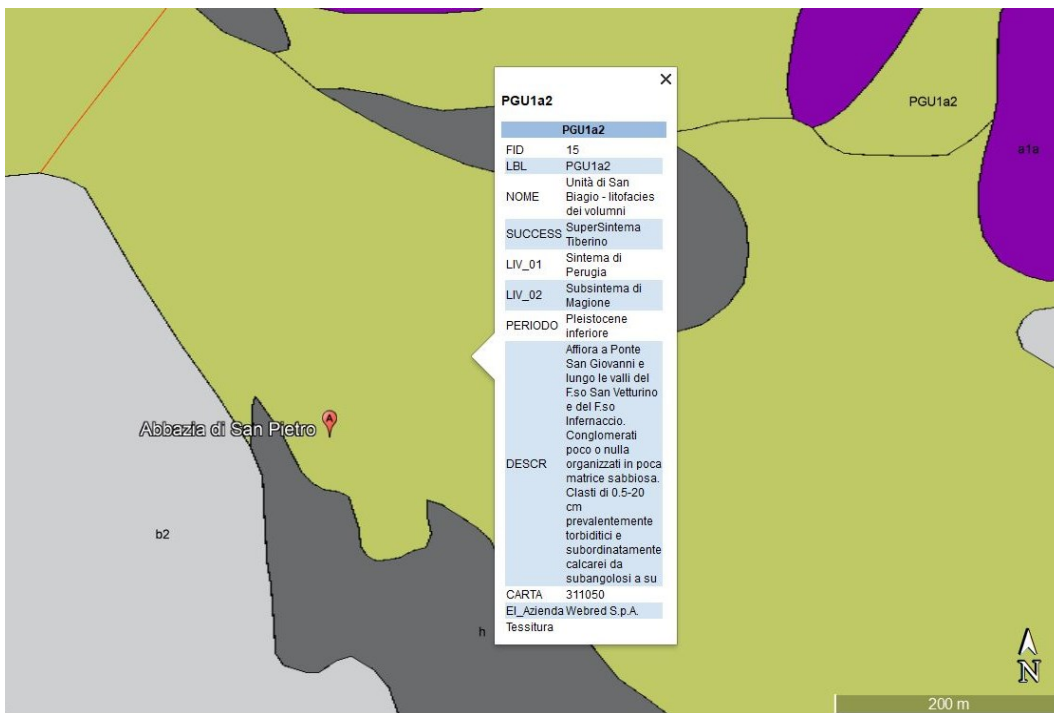 PGU1a2
PGU1a2
FID 15
LBL PGU1a2
NOME Unità di San
Biagio - litofacies
dei volumni
SUCCESS SuperSintema
Tiberino
LIV_01 Sintema di
Perugia
LIV_02 Subsintema di
Magione
PERIODO Pleistocene
inferiore
DESCR Affiora a Ponte
San Giovanni e
lungo le valli del
F.so San Vetturino
e del F.so
Infernaccio.
Conglomerati
poco o nulla
organizzati in poca
matrice sabbiosa.
Clasti di 0.5-20
cm
prevalentemente
torbiditici e
subordinatamente
calcarei da
subangolosi a su
CARTA 311050
El_Azienda Webred S.p.A.
Tessitura
PGU1a2
a1a
Abbazia di San Pietro A
b2
h
N
200 m